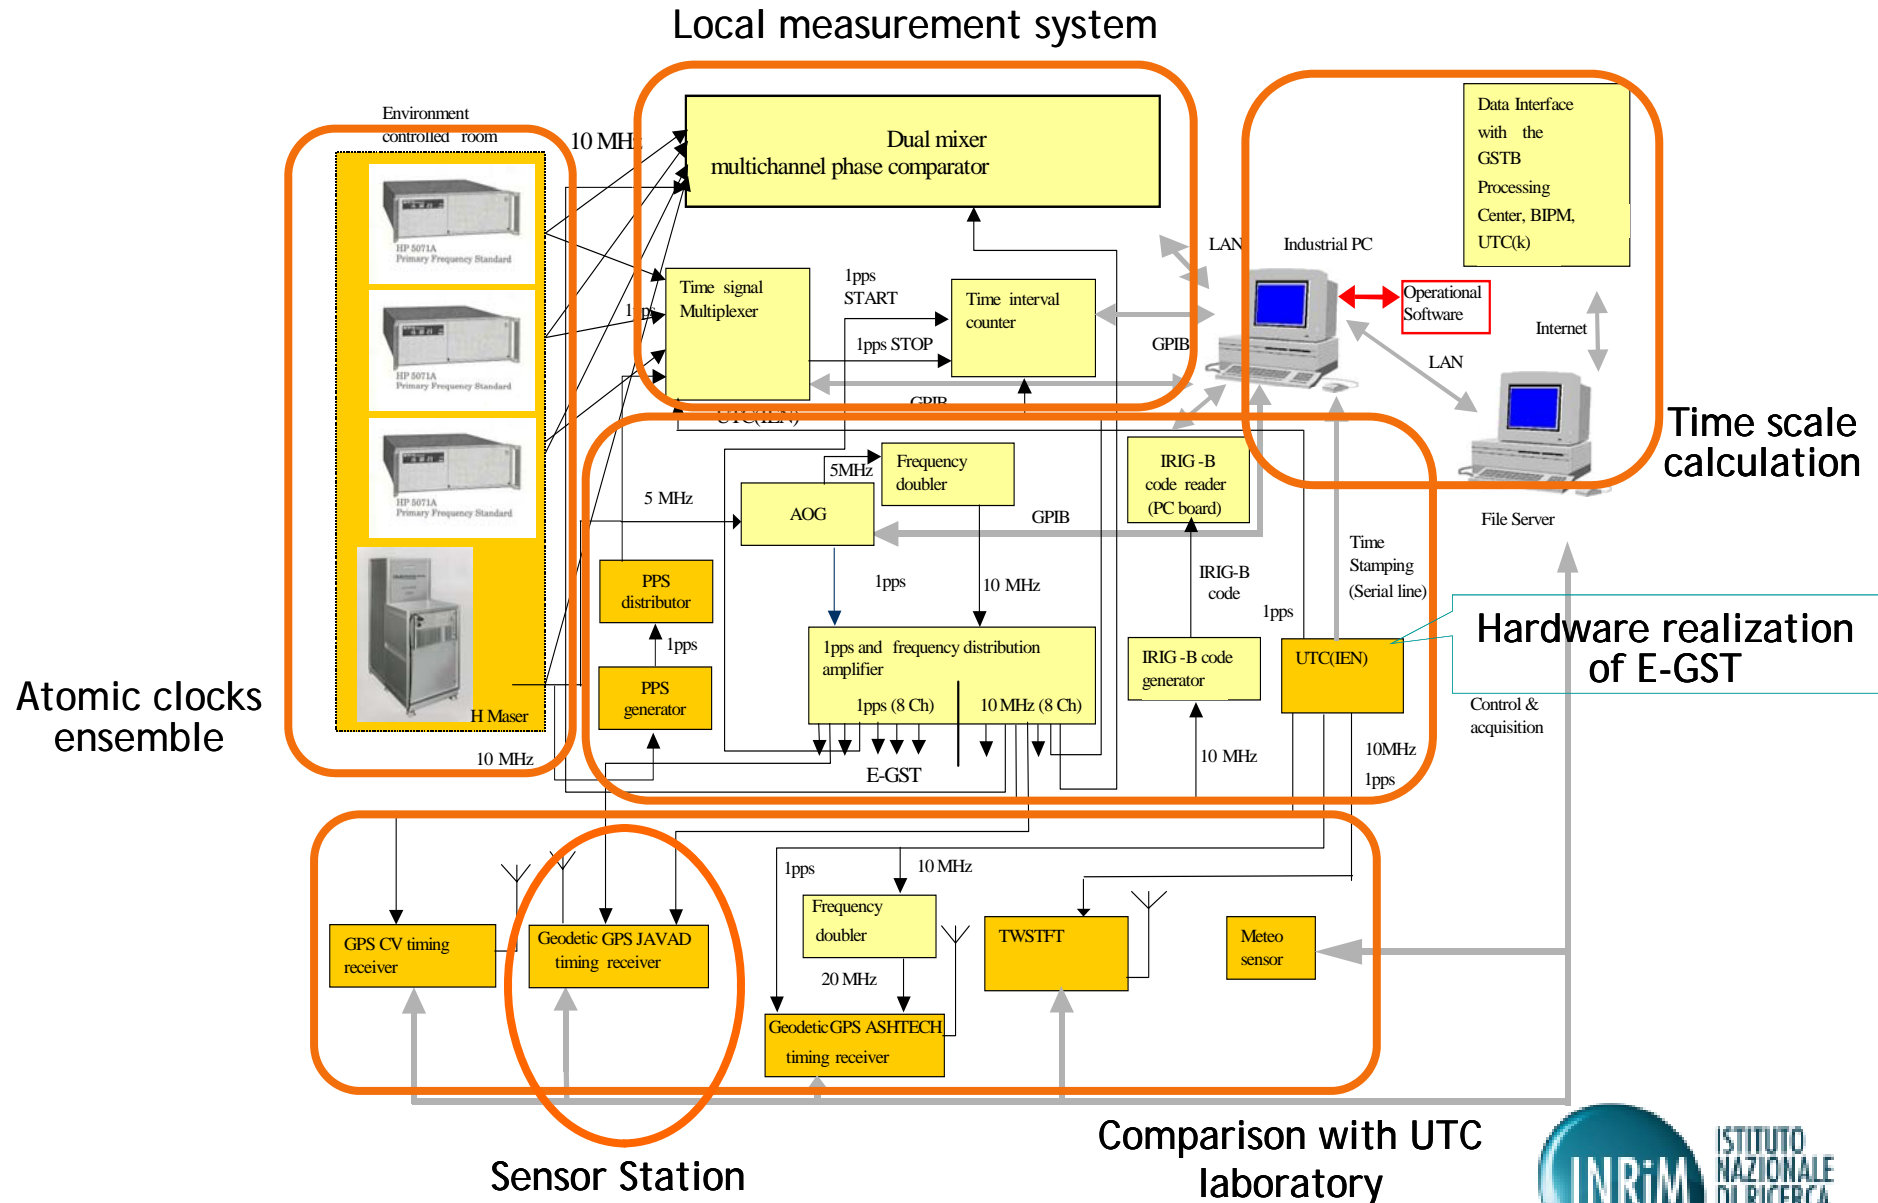 Local measurement system
Environment
controlled room
10 MHz
Dual mixer
multichannel phase comparator
Data Interface
with the
GSTB
Processing
Center, BIPM,
UTC(k)
HP 5071A
Primary Frequency Standard
HP 5071A
Primary Frequency Standard
HP 5071A
Primary Frequency Standard
H Maser
LAN
Industrial PC
1pps
START
Time signal
Multiplexer
1pps
Time interval
counter
1pps STOP
GPIB
GPIB
UTC(IEN)
Operational
Software
Internet
LAN
File Server
Time scale
calculation
5MHz
Frequency
doubler
5 MHz
AOG
GPIB
IRIG -B
code reader
(PC board)
Time
Stamping
(Serial line)
PPS
distributor
1pps
10 MHz
IRIG-B
code
1pps
1pps
PPS
generator
1pps and frequency distribution
amplifier
1pps (8 Ch)
10 MHz (8 Ch)
IRIG -B code
generator
UTC(IEN)
Hardware realization
of E-GST
Atomic clocks
ensemble
10 MHz
E-GST
10 MHz
10MHz
1pps
Control &
acquisition
1pps
10 MHz
GPS CV timing
receiver
Geodetic GPS JAVAD
timing receiver
Frequency
doubler
20 MHz
Geodetic GPS ASHTECH
timing receiver
TWSTFT
Meteo
sensor
Sensor Station
Comparison with UTC
laboratory
INRiM
ISTITUTO
NAZIONALE
DI RICERCA